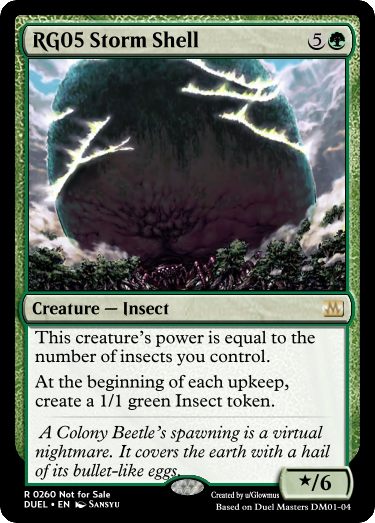 RG05 Storm Shell 5
Creature — Insect
This creature's power is equal to the
number of insects you control.
At the beginning of each upkeep,
create a 1/1 green Insect token.
A Colony Beetle's spawning is a virtual
nightmare. It covers the earth with a hail
of its bullet-like eggs.
★/6
R 0260 Not for Sale
DUEL • EN Sansyu
Created by u/Glowmus
Based on Duel Masters DM01-04